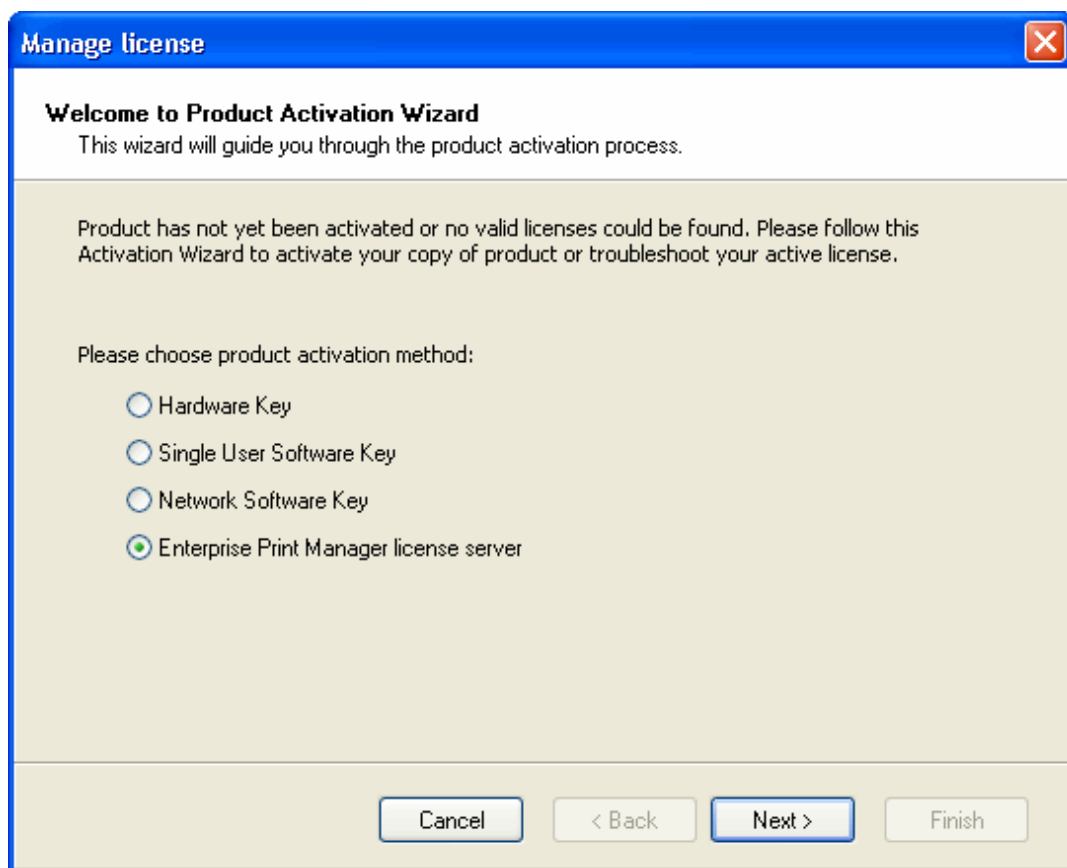 Manage license
Welcome to Product Activation Wizard
This wizard will guide you through the product activation process.
Product has not yet been activated or no valid licenses could be found. Please follow this
Activation Wizard to activate your copy of product or troubleshoot your active license.
Please choose product activation method:
Hardware Key
Single User Software Key
Network Software Key
Enterprise Print Manager license server
Cancel
< Back
Next >
Finish